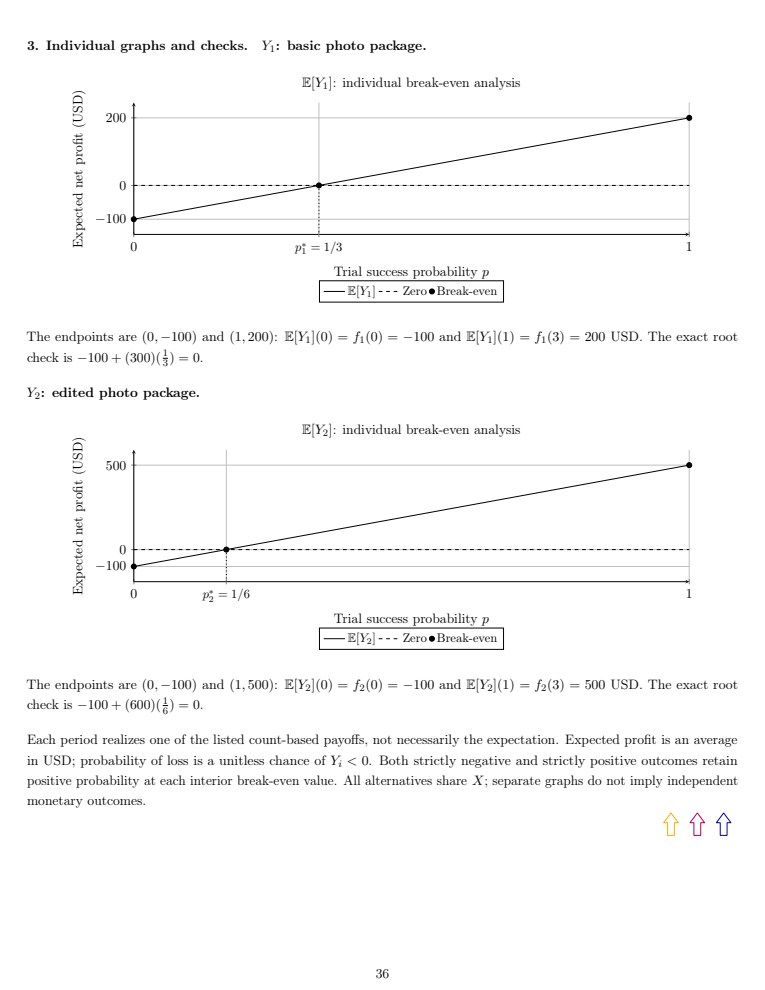 3. Individual graphs and checks. Y₁: basic photo package.
𝔼[Y₁]: individual break-even analysis
Expected net profit (USD)
200
0
−100
0
p₁* = 1/3
1
Trial success probability p
𝔼[Y₁] Zero Break-even
The endpoints are (0, −100) and (1, 200): 𝔼[Y₁](0) = f₁(0) = −100 and 𝔼[Y₁](1) = f₁(3) = 200 USD. The exact root
check is −100 + (300)(1/3) = 0.
Y₂: edited photo package.
𝔼[Y₂]: individual break-even analysis
Expected net profit (USD)
500
0
−100
0
p₂* = 1/6
1
Trial success probability p
𝔼[Y₂] Zero Break-even
The endpoints are (0, −100) and (1, 500): 𝔼[Y₂](0) = f₂(0) = −100 and 𝔼[Y₂](1) = f₂(3) = 500 USD. The exact root
check is −100 + (600)(1/6) = 0.
Each period realizes one of the listed count-based payoffs, not necessarily the expectation. Expected profit is an average
in USD; probability of loss is a unitless chance of Yᵢ < 0. Both strictly negative and strictly positive outcomes retain
positive probability at each interior break-even value. All alternatives share X; separate graphs do not imply independent
monetary outcomes.
36